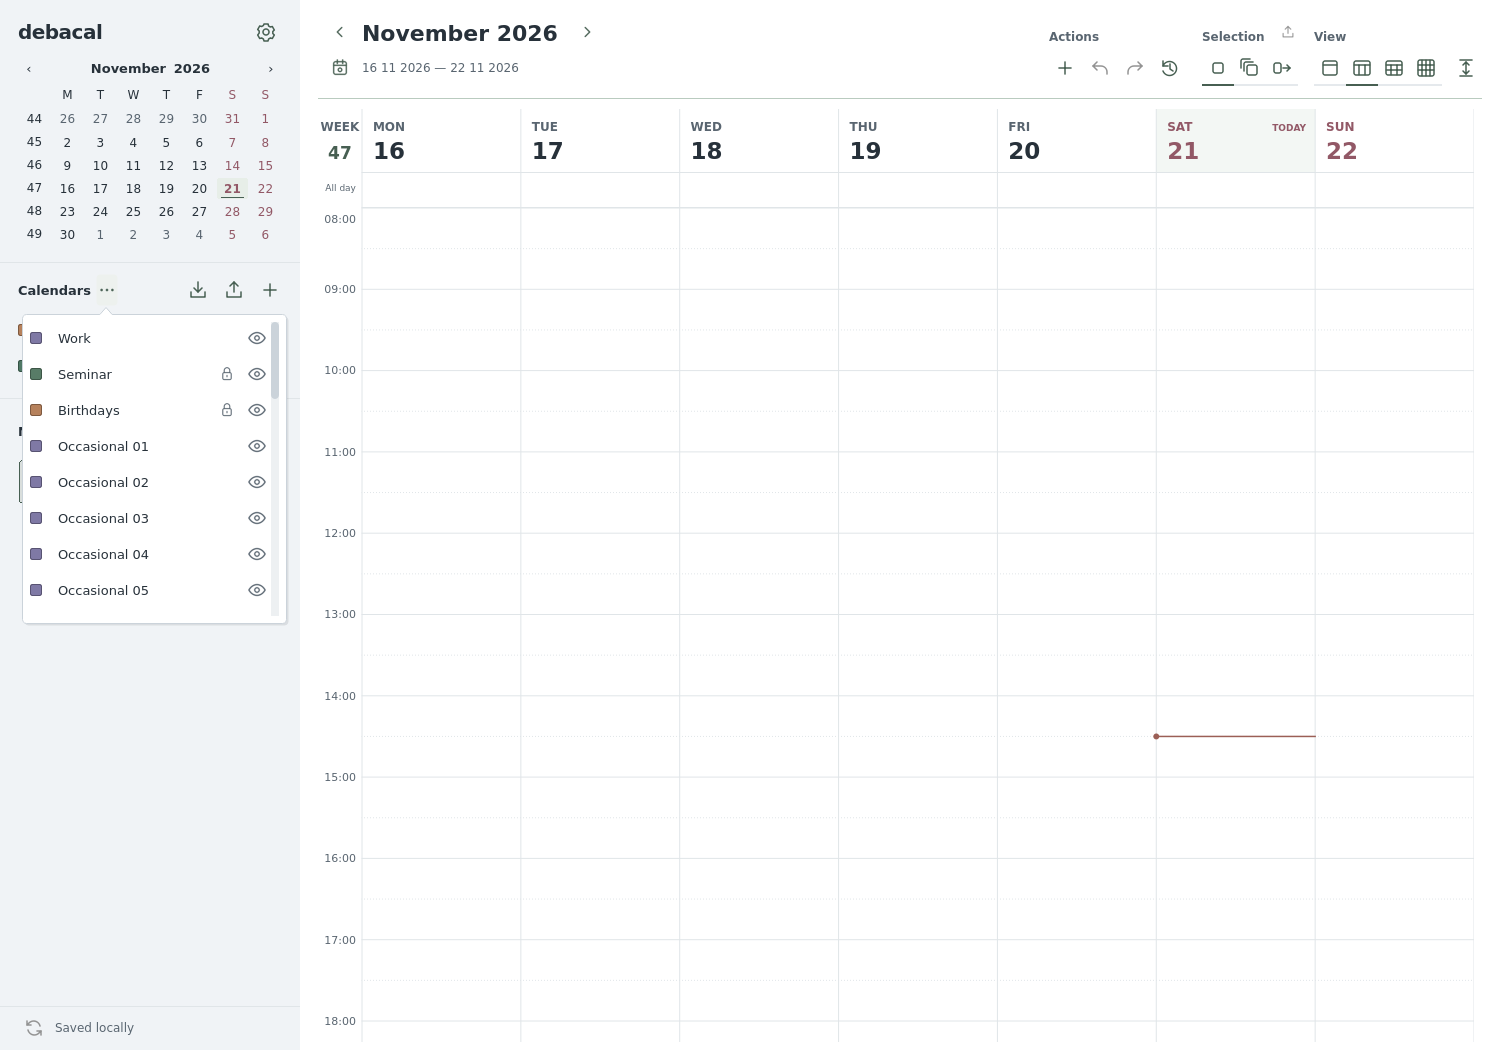 debacal
November 2026
M T W T F S S
44 26 27 28 29 30 31 1
45 2 3 4 5 6 7 8
46 9 10 11 12 13 14 15
47 16 17 18 19 20 21 22
48 23 24 25 26 27 28 29
49 30 1 2 3 4 5 6
Calendars
Work
Seminar
Birthdays
Occasional 01
Occasional 02
Occasional 03
Occasional 04
Occasional 05
Saved locally
November 2026
16 11 2026 — 22 11 2026
Actions
Selection
View
WEEK 47
MON 16
TUE 17
WED 18
THU 19
FRI 20
SAT 21 TODAY
SUN 22
All day
08:00
09:00
10:00
11:00
12:00
13:00
14:00
15:00
16:00
17:00
18:00